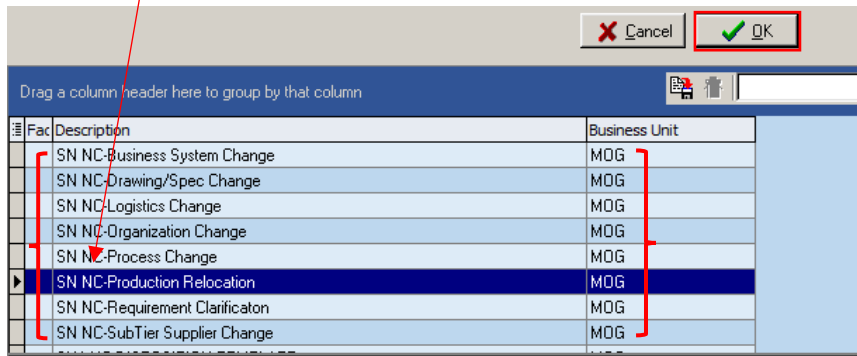 Cancel OK
Drag a column header here to group by that column
Fac Description Business Unit
SN NC-Business System Change MOG
SN NC-Drawing/Spec Change MOG
SN NC-Logistics Change MOG
SN NC-Organization Change MOG
SN NC-Process Change MOG
SN NC-Production Relocation MOG
SN NC-Requirement Clarificaton MOG
SN NC-SubTier Supplier Change MOG